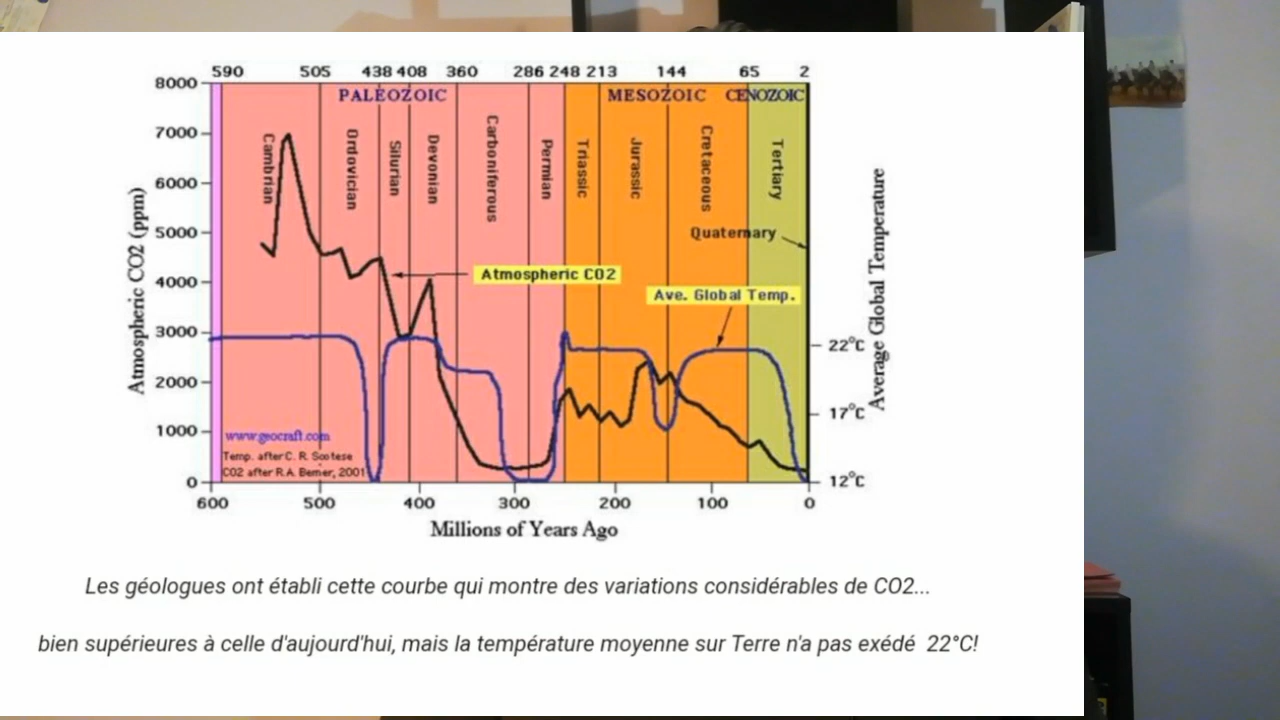 590 505 438 408 360 286 248 213 144 65 2
8000
7000
6000
5000
4000
3000
2000
1000
0
Atmospheric CO2 (ppm)
PALEOZOIC
MESOZOIC
CENOZOIC
Cambrian
Ordovician
Silurian
Devonian
Carboniferous
Permian
Triassic
Jurassic
Cretaceous
Tertiary
Quaternary
Atmospheric CO2
Ave. Global Temp.
22°C
17°C
12°C
Average Global Temperature
www.geocraft.com
Temp. after C. R. Scotese
CO2 after R.A. Berner, 2001
600 500 400 300 200 100 0
Millions of Years Ago
Les géologues ont établi cette courbe qui montre des variations considérables de CO2...
bien supérieures à celle d'aujourd'hui, mais la température moyenne sur Terre n'a pas exédé 22°C!